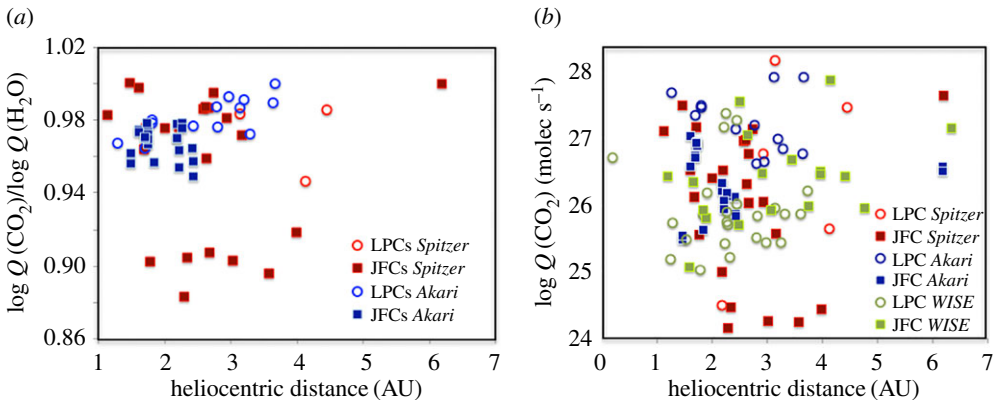 (a)
1.02
0.98
0.94
0.90
0.86
log Q (CO₂)/log Q (H₂O)
1 2 3 4 5 6 7
heliocentric distance (AU)
LPCs Spitzer
JFCs Spitzer
LPCs Akari
JFCs Akari
(b)
28
27
26
25
24
log Q (CO₂) (molec s⁻¹)
0 1 2 3 4 5 6 7
heliocentric distance (AU)
LPC Spitzer
JFC Spitzer
LPC Akari
JFC Akari
LPC WISE
JFC WISE